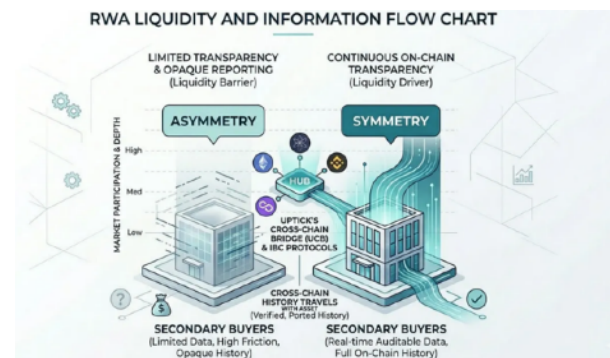 RWA LIQUIDITY AND INFORMATION FLOW CHART
LIMITED TRANSPARENCY
& OPAQUE REPORTING
(Liquidity Barrier)
CONTINUOUS ON-CHAIN
TRANSPARENCY
(Liquidity Driver)
ASYMMETRY
SYMMETRY
MARKET PARTICIPATION & DEPTH
High
Med
Low
HUB
UPTICK'S
CROSS-CHAIN
BRIDGE (UCB)
& IBC PROTOCOLS
CROSS-CHAIN
HISTORY TRAVELS
WITH ASSET
(Verified, Ported History)
?
$
SECONDARY BUYERS
(Limited Data, High Friction,
Opaque History)
SECONDARY BUYERS
(Real-time Auditable Data,
Full On-Chain History)